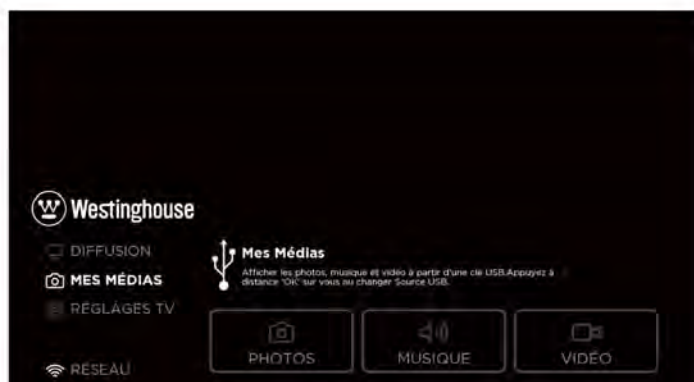 Westinghouse
DIFFUSION
MES MÉDIAS
RÉGLAGES TV
RÉSEAU
Mes Médias
Afficher les photos, musique et vidéo à partir d'une clé USB.Appuyez à
distance "OK" sur vous au changer Source USB.
PHOTOS
MUSIQUE
VIDÉO